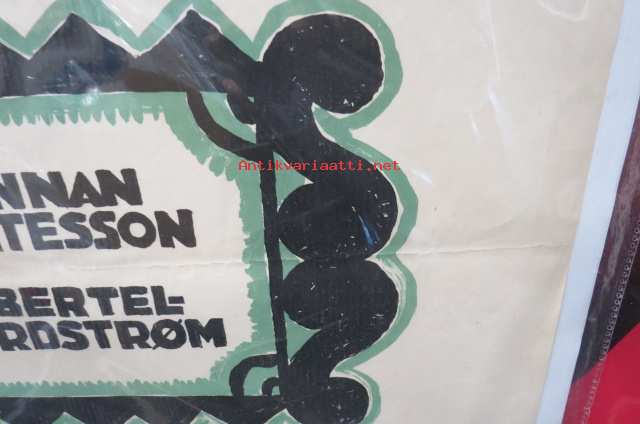 Antikvariaatti.net
NNAN
TESSON
BERTEL-
RDSTRØM